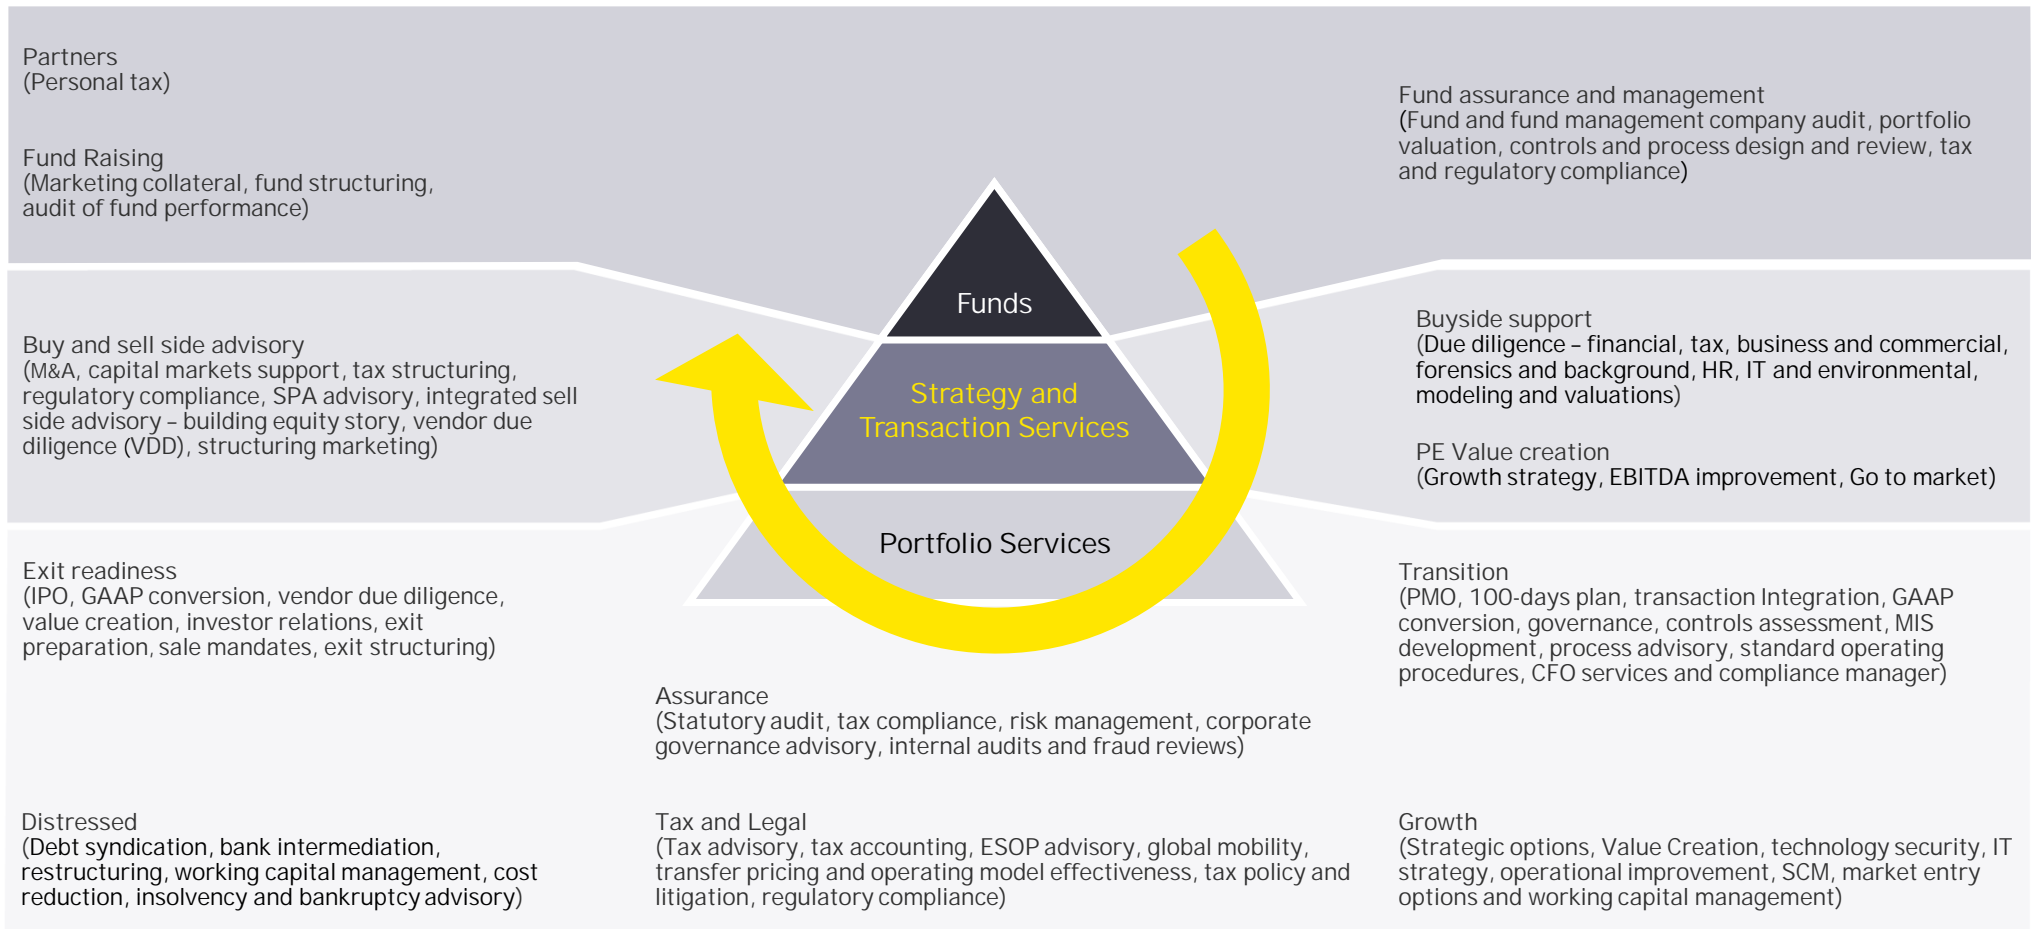 Partners
(Personal tax)
Fund Raising
(Marketing collateral, fund structuring,
audit of fund performance)
Fund assurance and management
(Fund and fund management company audit, portfolio
valuation, controls and process design and review, tax
and regulatory compliance)
Funds
Buy and sell side advisory
(M&A, capital markets support, tax structuring,
regulatory compliance, SPA advisory, integrated sell
side advisory – building equity story, vendor due
diligence (VDD), structuring marketing)
Strategy and
Transaction Services
Buyside support
(Due diligence – financial, tax, business and commercial,
forensics and background, HR, IT and environmental,
modeling and valuations)
PE Value creation
(Growth strategy, EBITDA improvement, Go to market)
Portfolio Services
Exit readiness
(IPO, GAAP conversion, vendor due diligence,
value creation, investor relations, exit
preparation, sale mandates, exit structuring)
Transition
(PMO, 100-days plan, transaction Integration, GAAP
conversion, governance, controls assessment, MIS
development, process advisory, standard operating
procedures, CFO services and compliance manager)
Assurance
(Statutory audit, tax compliance, risk management, corporate
governance advisory, internal audits and fraud reviews)
Distressed
(Debt syndication, bank intermediation,
restructuring, working capital management, cost
reduction, insolvency and bankruptcy advisory)
Tax and Legal
(Tax advisory, tax accounting, ESOP advisory, global mobility,
transfer pricing and operating model effectiveness, tax policy and
litigation, regulatory compliance)
Growth
(Strategic options, Value Creation, technology security, IT
strategy, operational improvement, SCM, market entry
options and working capital management)